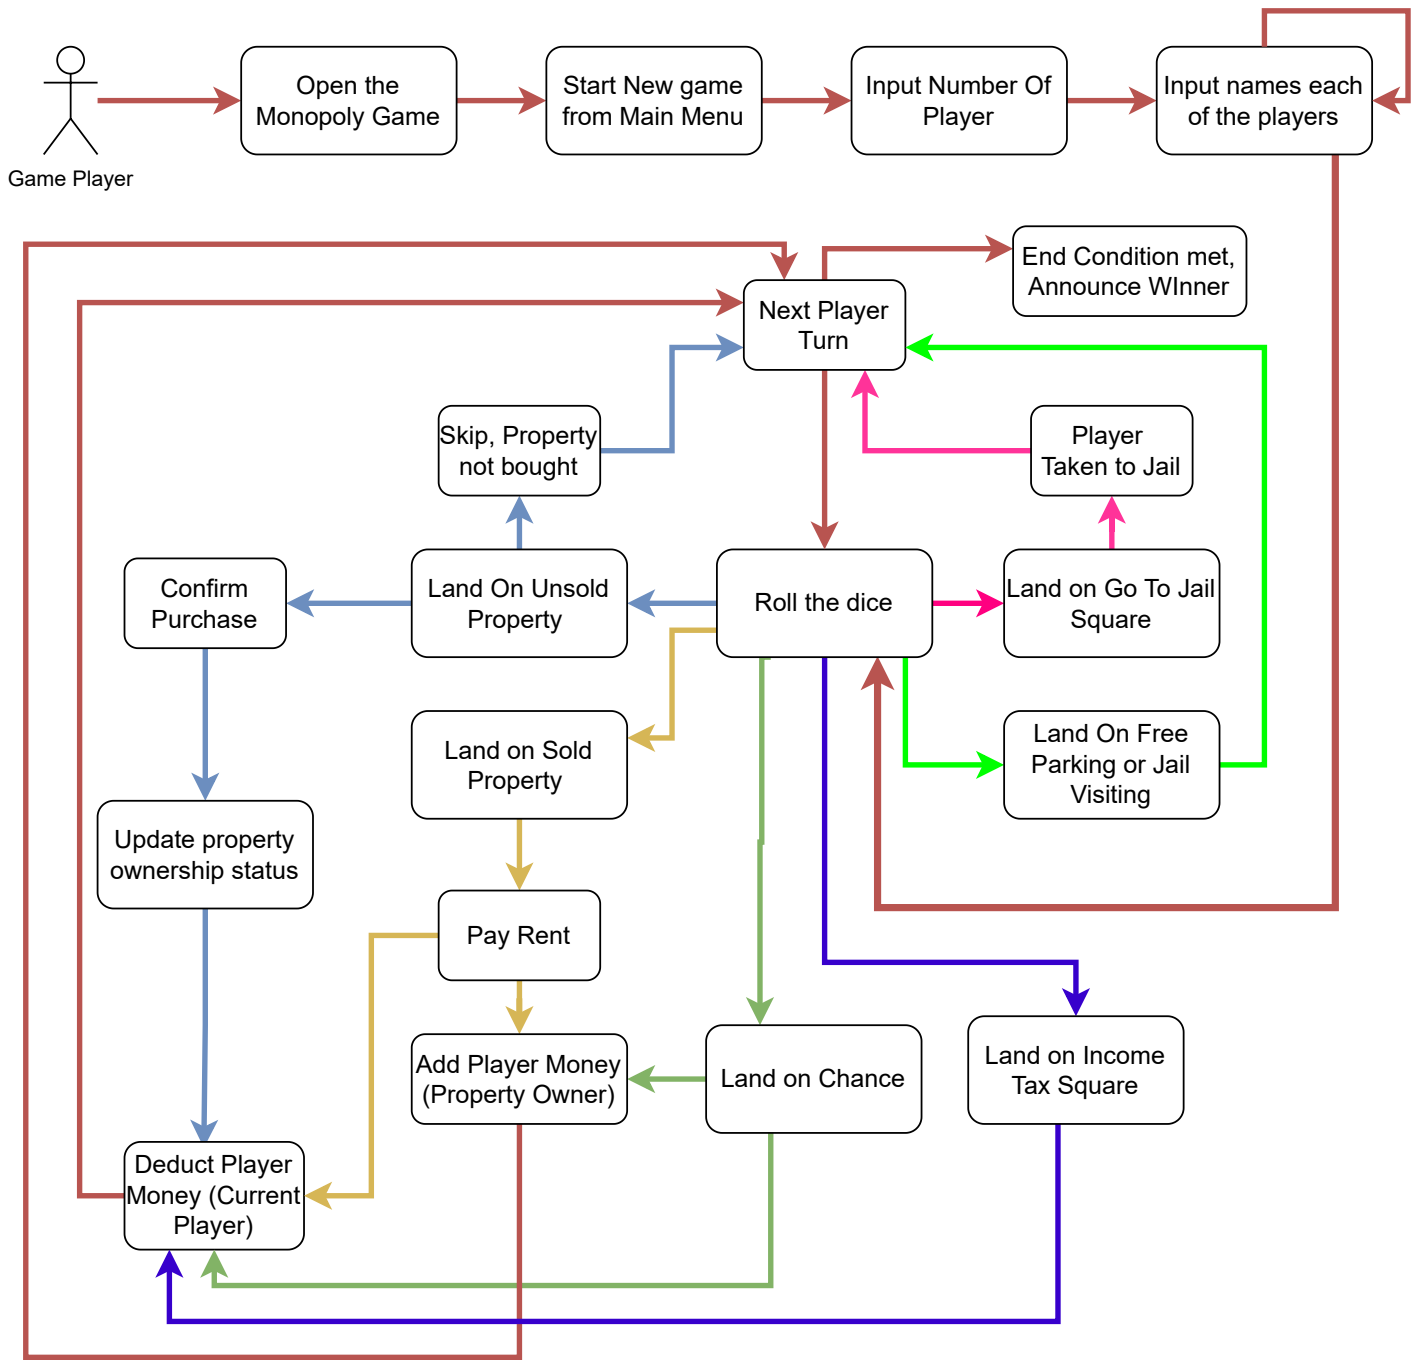 Open the
Monopoly Game
Start New game
from Main Menu
Input Number Of
Player
Input names each
of the players
Game Player
End Condition met,
Announce WInner
Next Player
Turn
Skip, Property
not bought
Player
Taken to Jail
Confirm
Purchase
Land On Unsold
Property
Roll the dice
Land on Go To Jail
Square
Land on Sold
Property
Land On Free
Parking or Jail
Visiting
Update property
ownership status
Pay Rent
Add Player Money
(Property Owner)
Land on Chance
Land on Income
Tax Square
Deduct Player
Money (Current
Player)